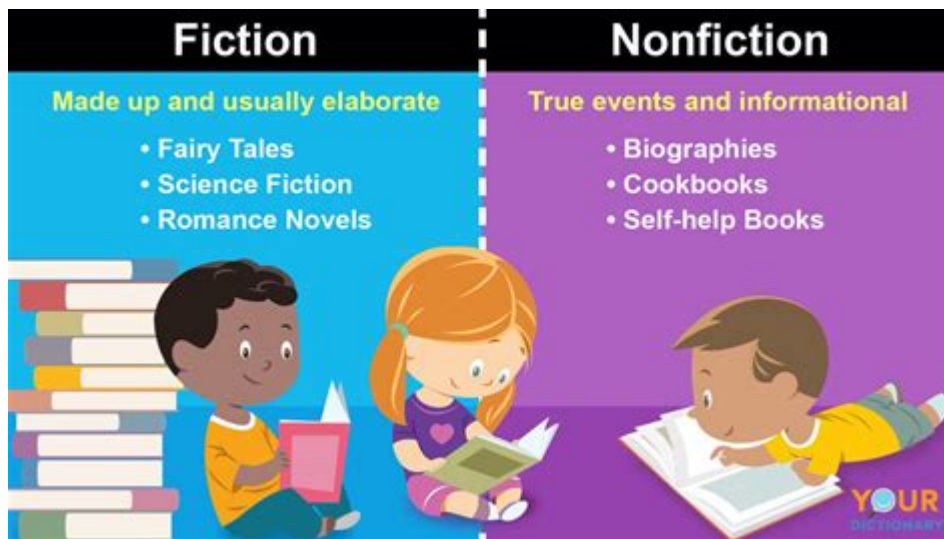 Fiction
Made up and usually elaborate
• Fairy Tales
• Science Fiction
• Romance Novels
Nonfiction
True events and informational
• Biographies
• Cookbooks
• Self-help Books
YOUR
DICTIONARY